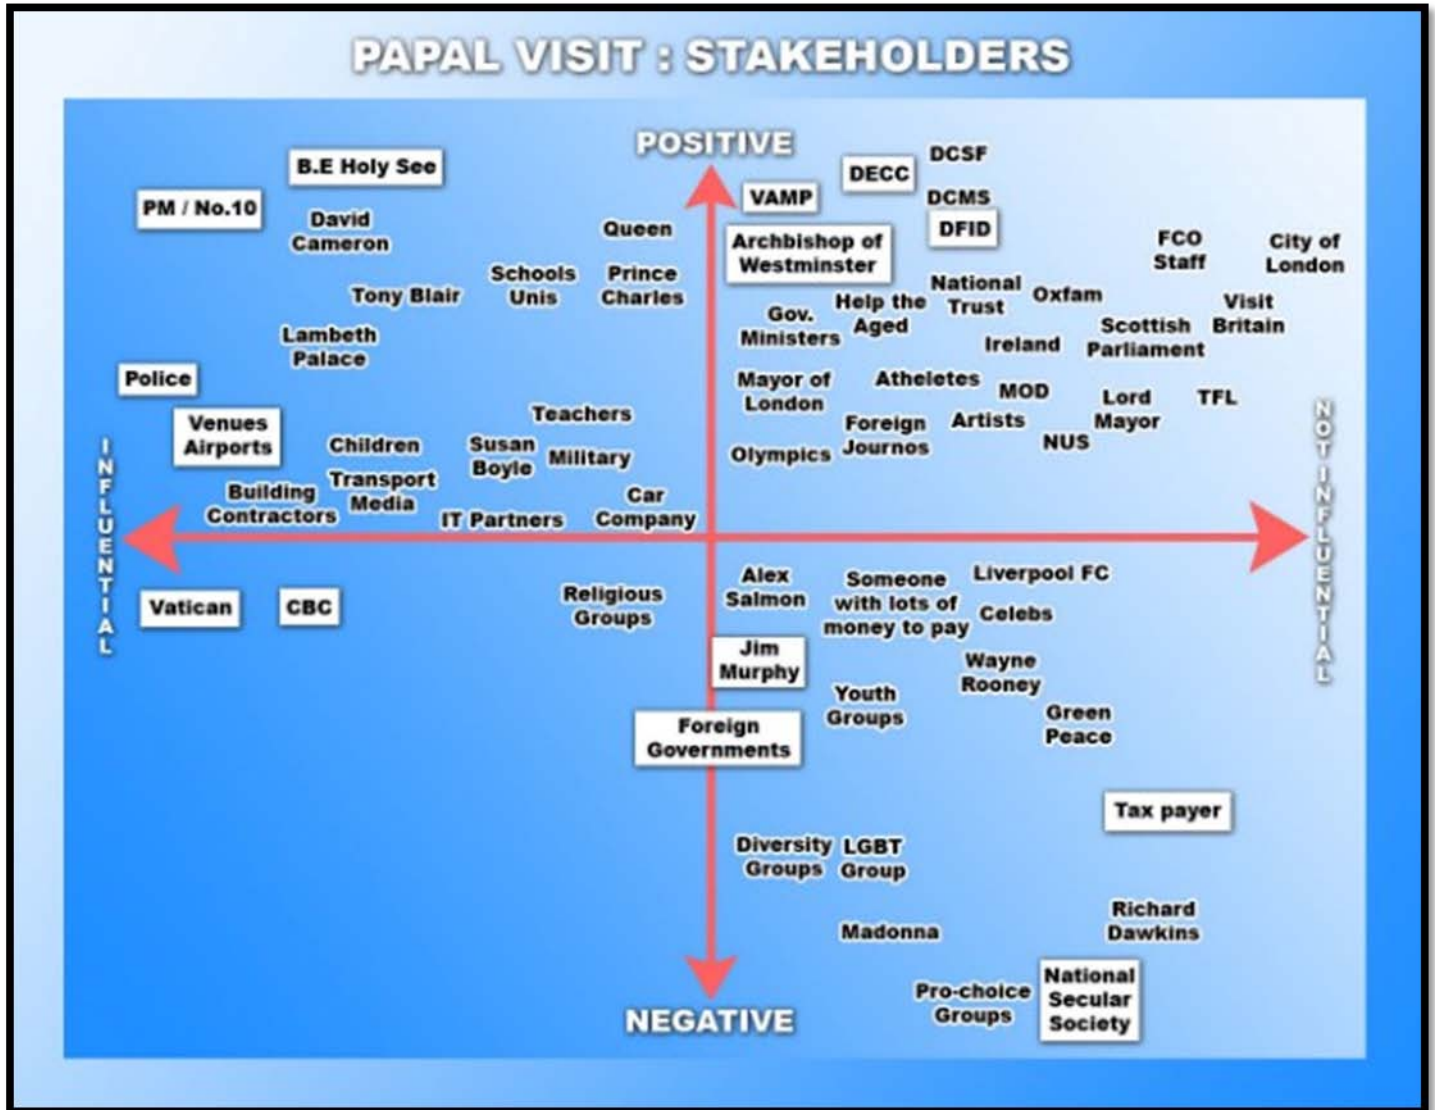 PAPAL VISIT : STAKEHOLDERS
POSITIVE
B.E Holy See
PM / No.10
David
Cameron
Queen
Schools
Unis
Prince
Charles
Tony Blair
Lambeth
Palace
Police
Venues
Airports
Teachers
Children
Susan
Boyle
Military
Transport
Media
Building
Contractors
IT Partners
Car
Company
VAMP
DECC
DCSF
DCMS
DFID
Archbishop of
Westminster
FCO
Staff
City of
London
National
Trust
Oxfam
Help the
Aged
Gov.
Ministers
Visit
Britain
Scottish
Parliament
Ireland
Mayor of
London
Atheletes
MOD
Lord
Mayor
TFL
Foreign
Journos
Artists
NUS
Olympics
INFLUENTIAL
NOT INFLUENTIAL
Vatican
CBC
Religious
Groups
Alex
Salmon
Someone
with lots of
money to pay
Liverpool FC
Celebs
Jim
Murphy
Wayne
Rooney
Youth
Groups
Green
Peace
Foreign
Governments
Tax payer
Diversity
Groups
LGBT
Group
Madonna
Richard
Dawkins
Pro-choice
Groups
National
Secular
Society
NEGATIVE